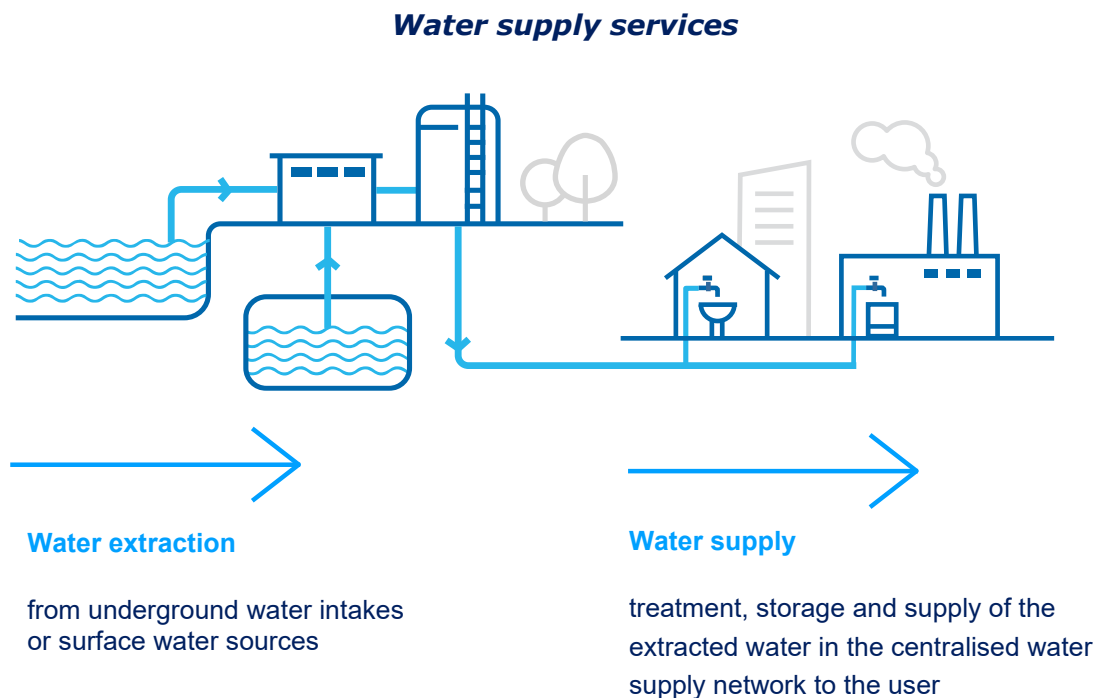 Water supply services
Water extraction
from underground water intakes
or surface water sources
Water supply
treatment, storage and supply of the
extracted water in the centralised water
supply network to the user